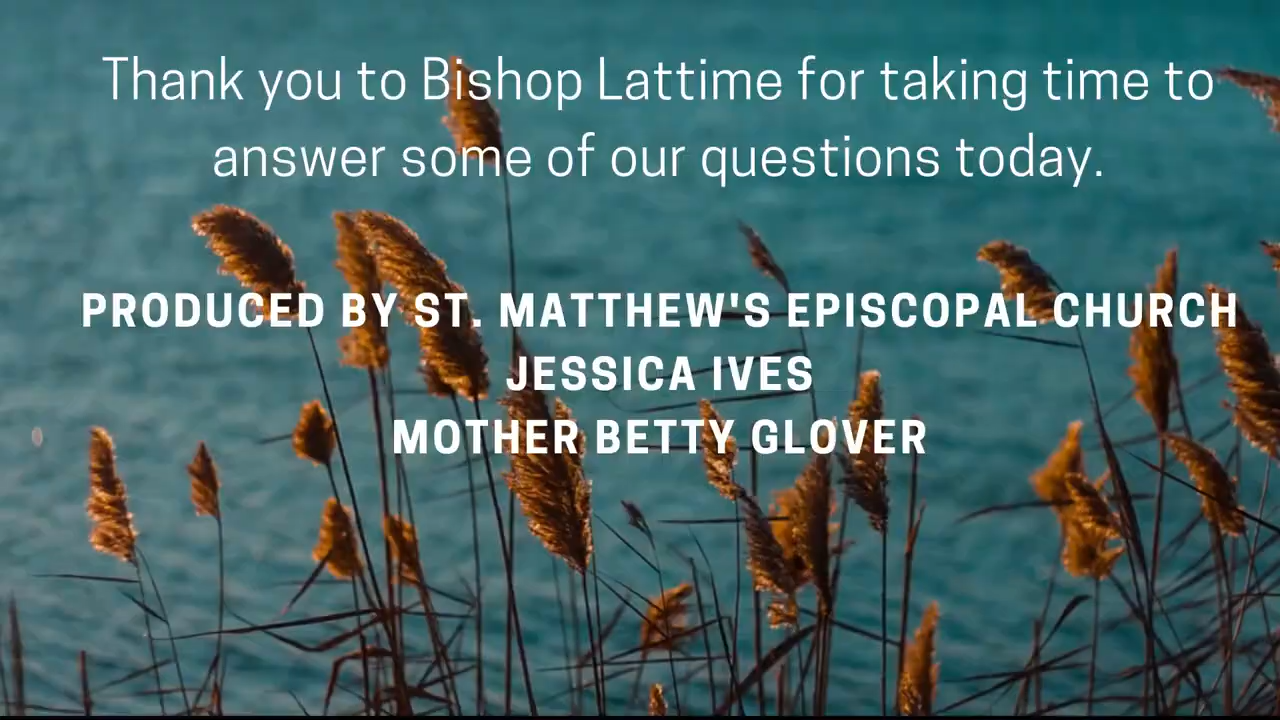 Thank you to Bishop Lattime for taking time to
answer some of our questions today.
PRODUCED BY ST. MATTHEW'S EPISCOPAL CHURCH
JESSICA IVES
MOTHER BETTY GLOVER